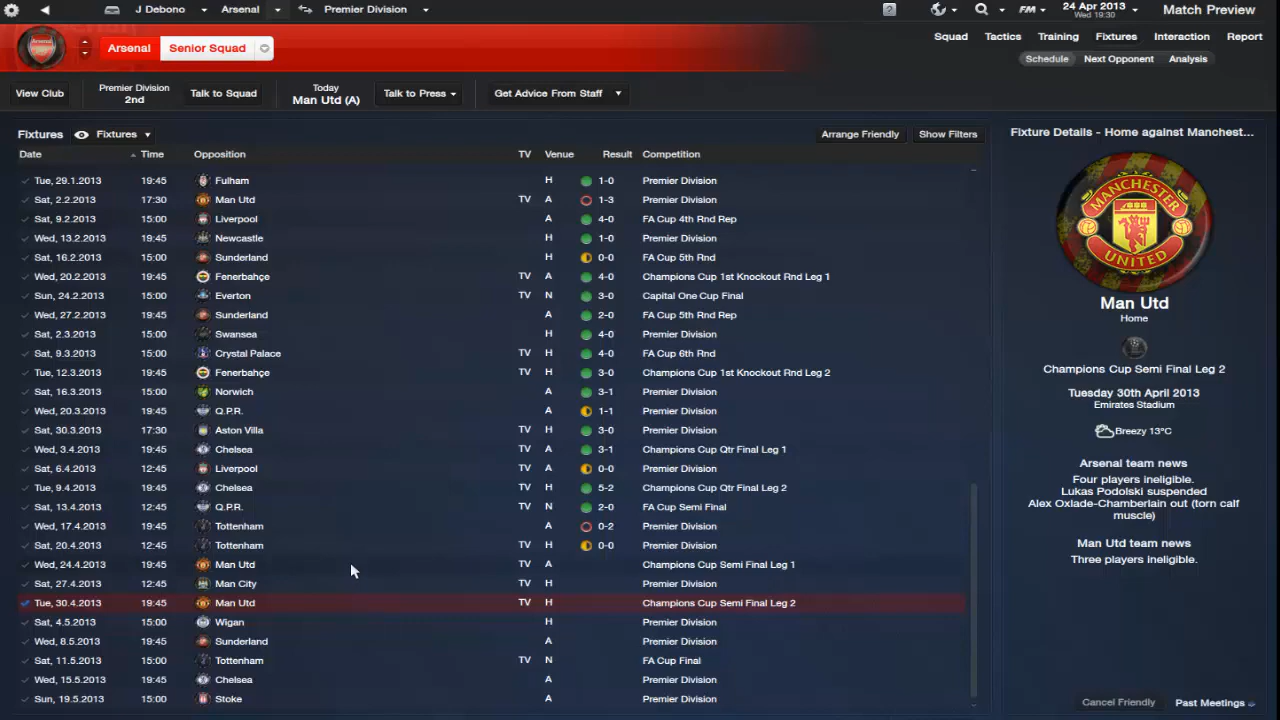 J Debono Arsenal Premier Division 24 Apr 2013 Match Preview
Wed 19:30
FM
Arsenal Senior Squad
Squad Tactics Training Fixtures Interaction Report
Schedule Next Opponent Analysis
View Club Premier Division 2nd Talk to Squad Today Man Utd (A) Talk to Press Get Advice From Staff
Fixtures Fixtures Arrange Friendly Show Filters
Date Time Opposition TV Venue Result Competition
Tue, 29.1.2013 19:45 Fulham H 1-0 Premier Division
Sat, 2.2.2013 17:30 Man Utd TV A 1-3 Premier Division
Sat, 9.2.2013 15:00 Liverpool A 4-0 FA Cup 4th Rnd Rep
Wed, 13.2.2013 19:45 Newcastle H 1-0 Premier Division
Sat, 16.2.2013 15:00 Sunderland H 0-0 FA Cup 5th Rnd
Wed, 20.2.2013 19:45 Fenerbahçe TV A 4-0 Champions Cup 1st Knockout Rnd Leg 1
Sun, 24.2.2013 15:00 Everton TV N 3-0 Capital One Cup Final
Wed, 27.2.2013 19:45 Sunderland A 2-0 FA Cup 5th Rnd Rep
Sat, 2.3.2013 15:00 Swansea H 4-0 Premier Division
Sat, 9.3.2013 15:00 Crystal Palace TV H 4-0 FA Cup 6th Rnd
Tue, 12.3.2013 19:45 Fenerbahçe TV H 3-0 Champions Cup 1st Knockout Rnd Leg 2
Sat, 16.3.2013 15:00 Norwich A 3-1 Premier Division
Wed, 20.3.2013 19:45 Q.P.R. A 1-1 Premier Division
Sat, 30.3.2013 17:30 Aston Villa TV H 3-0 Premier Division
Wed, 3.4.2013 19:45 Chelsea TV A 3-1 Champions Cup Qtr Final Leg 1
Sat, 6.4.2013 12:45 Liverpool TV A 0-0 Premier Division
Tue, 9.4.2013 19:45 Chelsea TV H 5-2 Champions Cup Qtr Final Leg 2
Sat, 13.4.2013 12:45 Q.P.R. TV N 2-0 FA Cup Semi Final
Wed, 17.4.2013 19:45 Tottenham A 0-2 Premier Division
Sat, 20.4.2013 12:45 Tottenham TV H 0-0 Premier Division
Wed, 24.4.2013 19:45 Man Utd TV A Champions Cup Semi Final Leg 1
Sat, 27.4.2013 12:45 Man City TV H Premier Division
Tue, 30.4.2013 19:45 Man Utd TV H Champions Cup Semi Final Leg 2
Sat, 4.5.2013 15:00 Wigan H Premier Division
Wed, 8.5.2013 19:45 Sunderland A Premier Division
Sat, 11.5.2013 15:00 Tottenham TV N FA Cup Final
Wed, 15.5.2013 19:45 Chelsea A Premier Division
Sun, 19.5.2013 15:00 Stoke A Premier Division
Fixture Details - Home against Manchest...
MANCHESTER
UNITED
Man Utd
Home
Champions Cup Semi Final Leg 2
Tuesday 30th April 2013
Emirates Stadium
Breezy 13°C
Arsenal team news
Four players ineligible.
Lukas Podolski suspended
Alex Oxlade-Chamberlain out (torn calf
muscle)
Man Utd team news
Three players ineligible.
Cancel Friendly Past Meetings